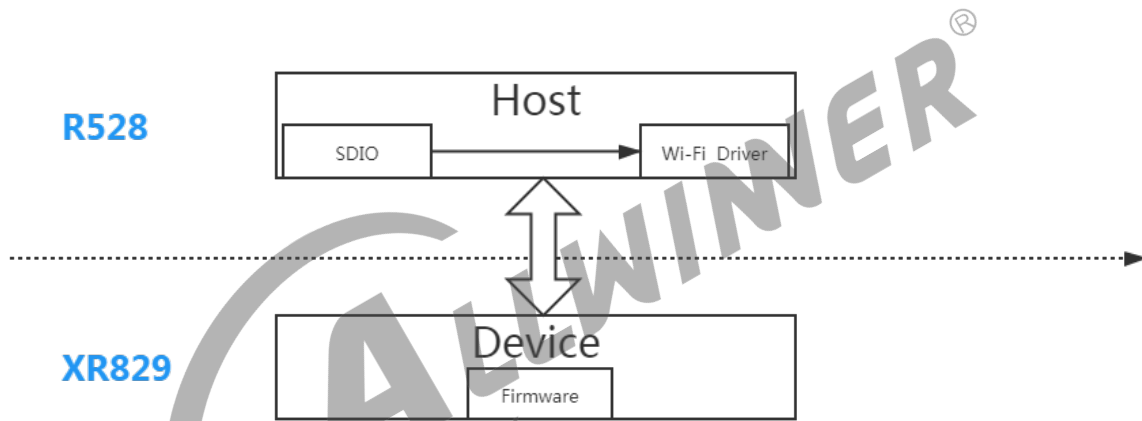 Host
R528
SDIO
Wi-Fi Driver
ALLWINNER®
Device
XR829
Firmware